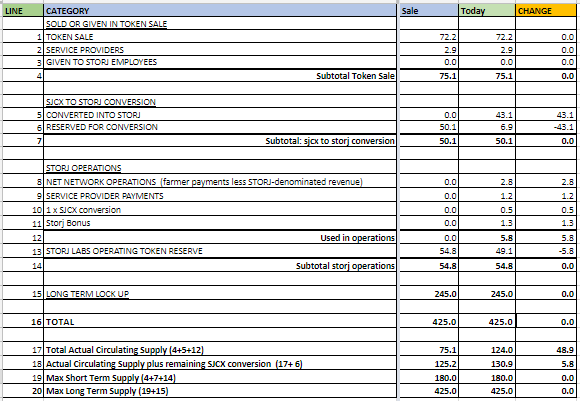 LINE CATEGORY Sale Today CHANGE
SOLD OR GIVEN IN TOKEN SALE
1 TOKEN SALE 72.2 72.2 0.0
2 SERVICE PROVIDERS 2.9 2.9 0.0
3 GIVEN TO STORJ EMPLOYEES 0.0 0.0 0.0
4 Subtotal Token Sale 75.1 75.1 0.0
SJCX TO STORJ CONVERSION
5 CONVERTED INTO STORJ 0.0 43.1 43.1
6 RESERVED FOR CONVERSION 50.1 6.9 -43.1
7 Subtotal: sjcx to storj conversion 50.1 50.1 0.0
STORJ OPERATIONS
8 NET NETWORK OPERATIONS (farmer payments less STORJ-denominated revenue) 0.0 2.8 2.8
9 SERVICE PROVIDER PAYMENTS 0.0 1.2 1.2
10 1 x SJCX conversion 0.0 0.5 0.5
11 Storj Bonus 0.0 1.3 1.3
12 Used in operations 0.0 5.8 5.8
13 STORJ LABS OPERATING TOKEN RESERVE 54.8 49.1 -5.8
14 Subtotal storj operations 54.8 54.8 0.0
15 LONG TERM LOCK UP 245.0 245.0 0.0
16 TOTAL 425.0 425.0 0.0
17 Total Actual Circulating Supply (4+5+12) 75.1 124.0 48.9
18 Actual Circulating Supply plus remaining SJCX conversion (17+ 6) 125.2 130.9 5.8
19 Max Short Term Supply (4+7+14) 180.0 180.0 0.0
20 Max Long Term Supply (19+15) 425.0 425.0 0.0